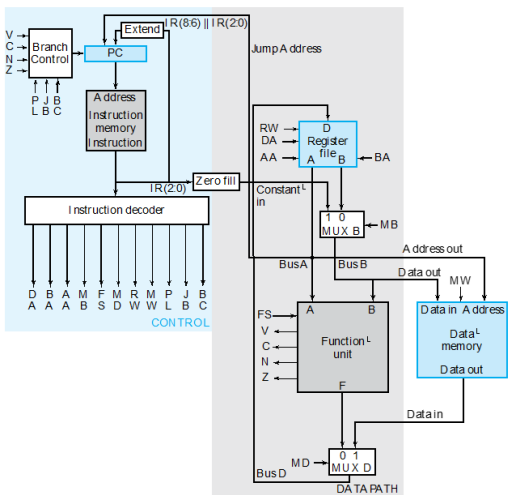 IR(8:6) || IR(2:0)
Extend
V
C
N
Z
Branch
Control
PC
Jump Address
P
L
J
B
B
C
Address
Instruction
memory
Instruction
RW
DA
AA
D
Register
file
A B
BA
IR(2:0)
Zero fill
Constant L
in
Instruction decoder
1 0
MUX B
MB
Address out
Bus A
Bus B
Data out
MW
D
A
B
A
A
A
M
B
F
S
M
D
R
W
M
W
P
L
J
B
B
C
CONTROL
FS
V
C
N
Z
A
B
Function L
unit
F
Data in Address
Data L
memory
Data out
Data in
MD
0 1
MUX D
Bus D
DATAPATH